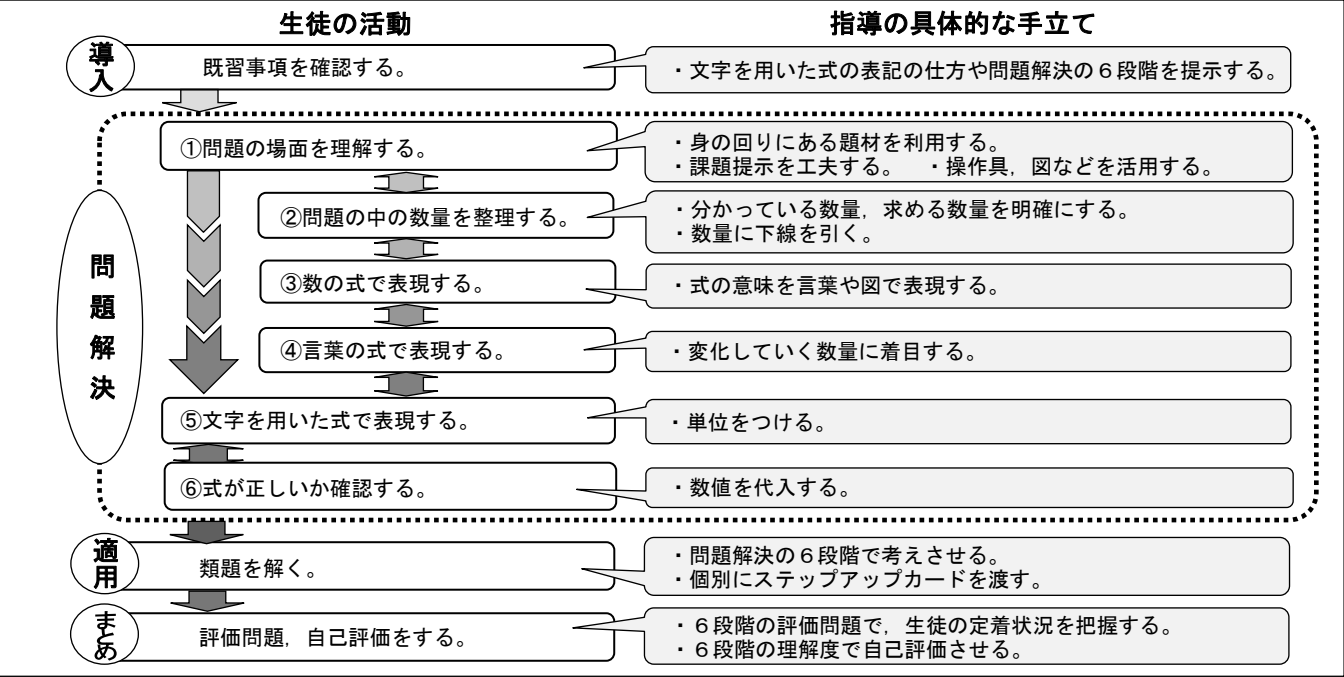 生徒の活動
指導の具体的な手立て
導入
既習事項を確認する。
・文字を用いた式の表記の仕方や問題解決の６段階を提示する。
問題解決
①問題の場面を理解する。
・身の回りにある題材を利用する。
・課題提示を工夫する。　・操作具，図などを活用する。
②問題の中の数量を整理する。
・分かっている数量，求める数量を明確にする。
・数量に下線を引く。
③数の式で表現する。
・式の意味を言葉や図で表現する。
④言葉の式で表現する。
・変化していく数量に着目する。
⑤文字を用いた式で表現する。
・単位をつける。
⑥式が正しいか確認する。
・数値を代入する。
適用
類題を解く。
・問題解決の６段階で考えさせる。
・個別にステップアップカードを渡す。
まとめ
評価問題，自己評価をする。
・６段階の評価問題で，生徒の定着状況を把握する。
・６段階の理解度で自己評価させる。